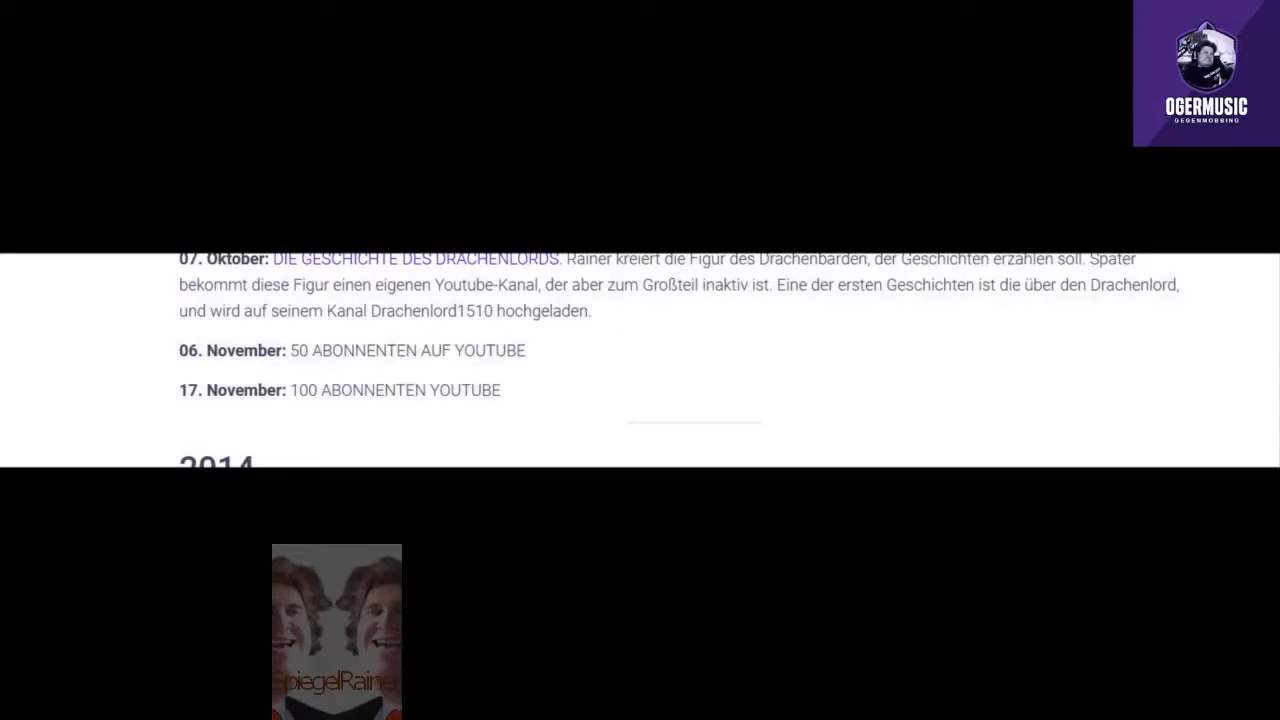 OGERMUSIC
GEGENMOBBING
07. Oktober: DIE GESCHICHTE DES DRACHENLORDS. Rainer kreiert die Figur des Drachenbarden, der Geschichten erzählen soll. Später
bekommt diese Figur einen eigenen Youtube-Kanal, der aber zum Großteil inaktiv ist. Eine der ersten Geschichten ist die über den Drachenlord,
und wird auf seinem Kanal Drachenlord1510 hochgeladen.
06. November: 50 ABONNENTEN AUF YOUTUBE
17. November: 100 ABONNENTEN YOUTUBE
2014
SpiegelRainer